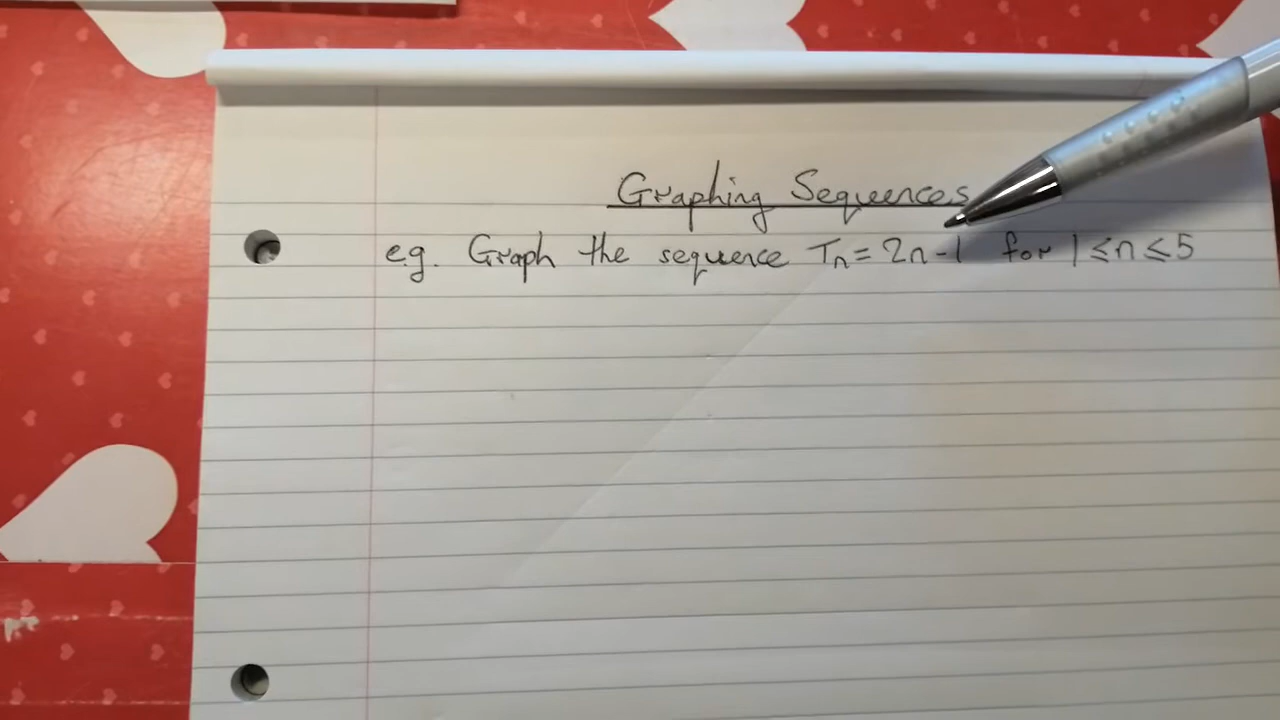 Graphing Sequences
e.g. Graph the sequence Tn = 2n-1 for 1 ≤ n ≤ 5